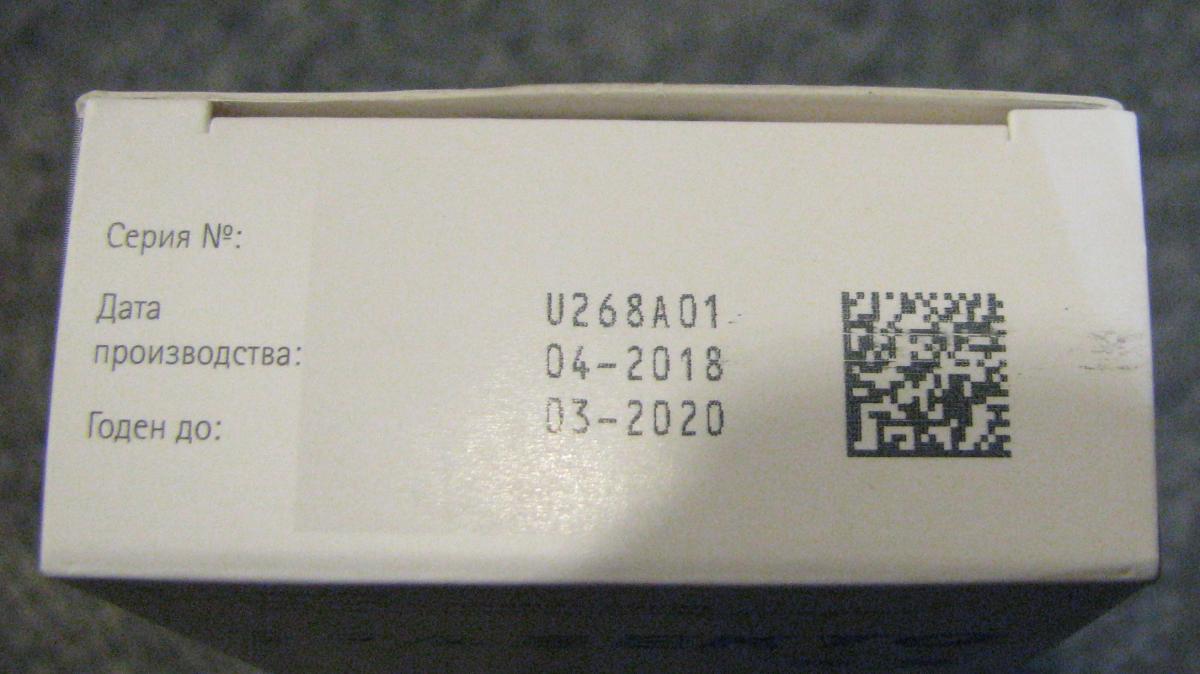 Серия №:
Дата
производства:
Годен до:
U268A01
04-2018
03-2020